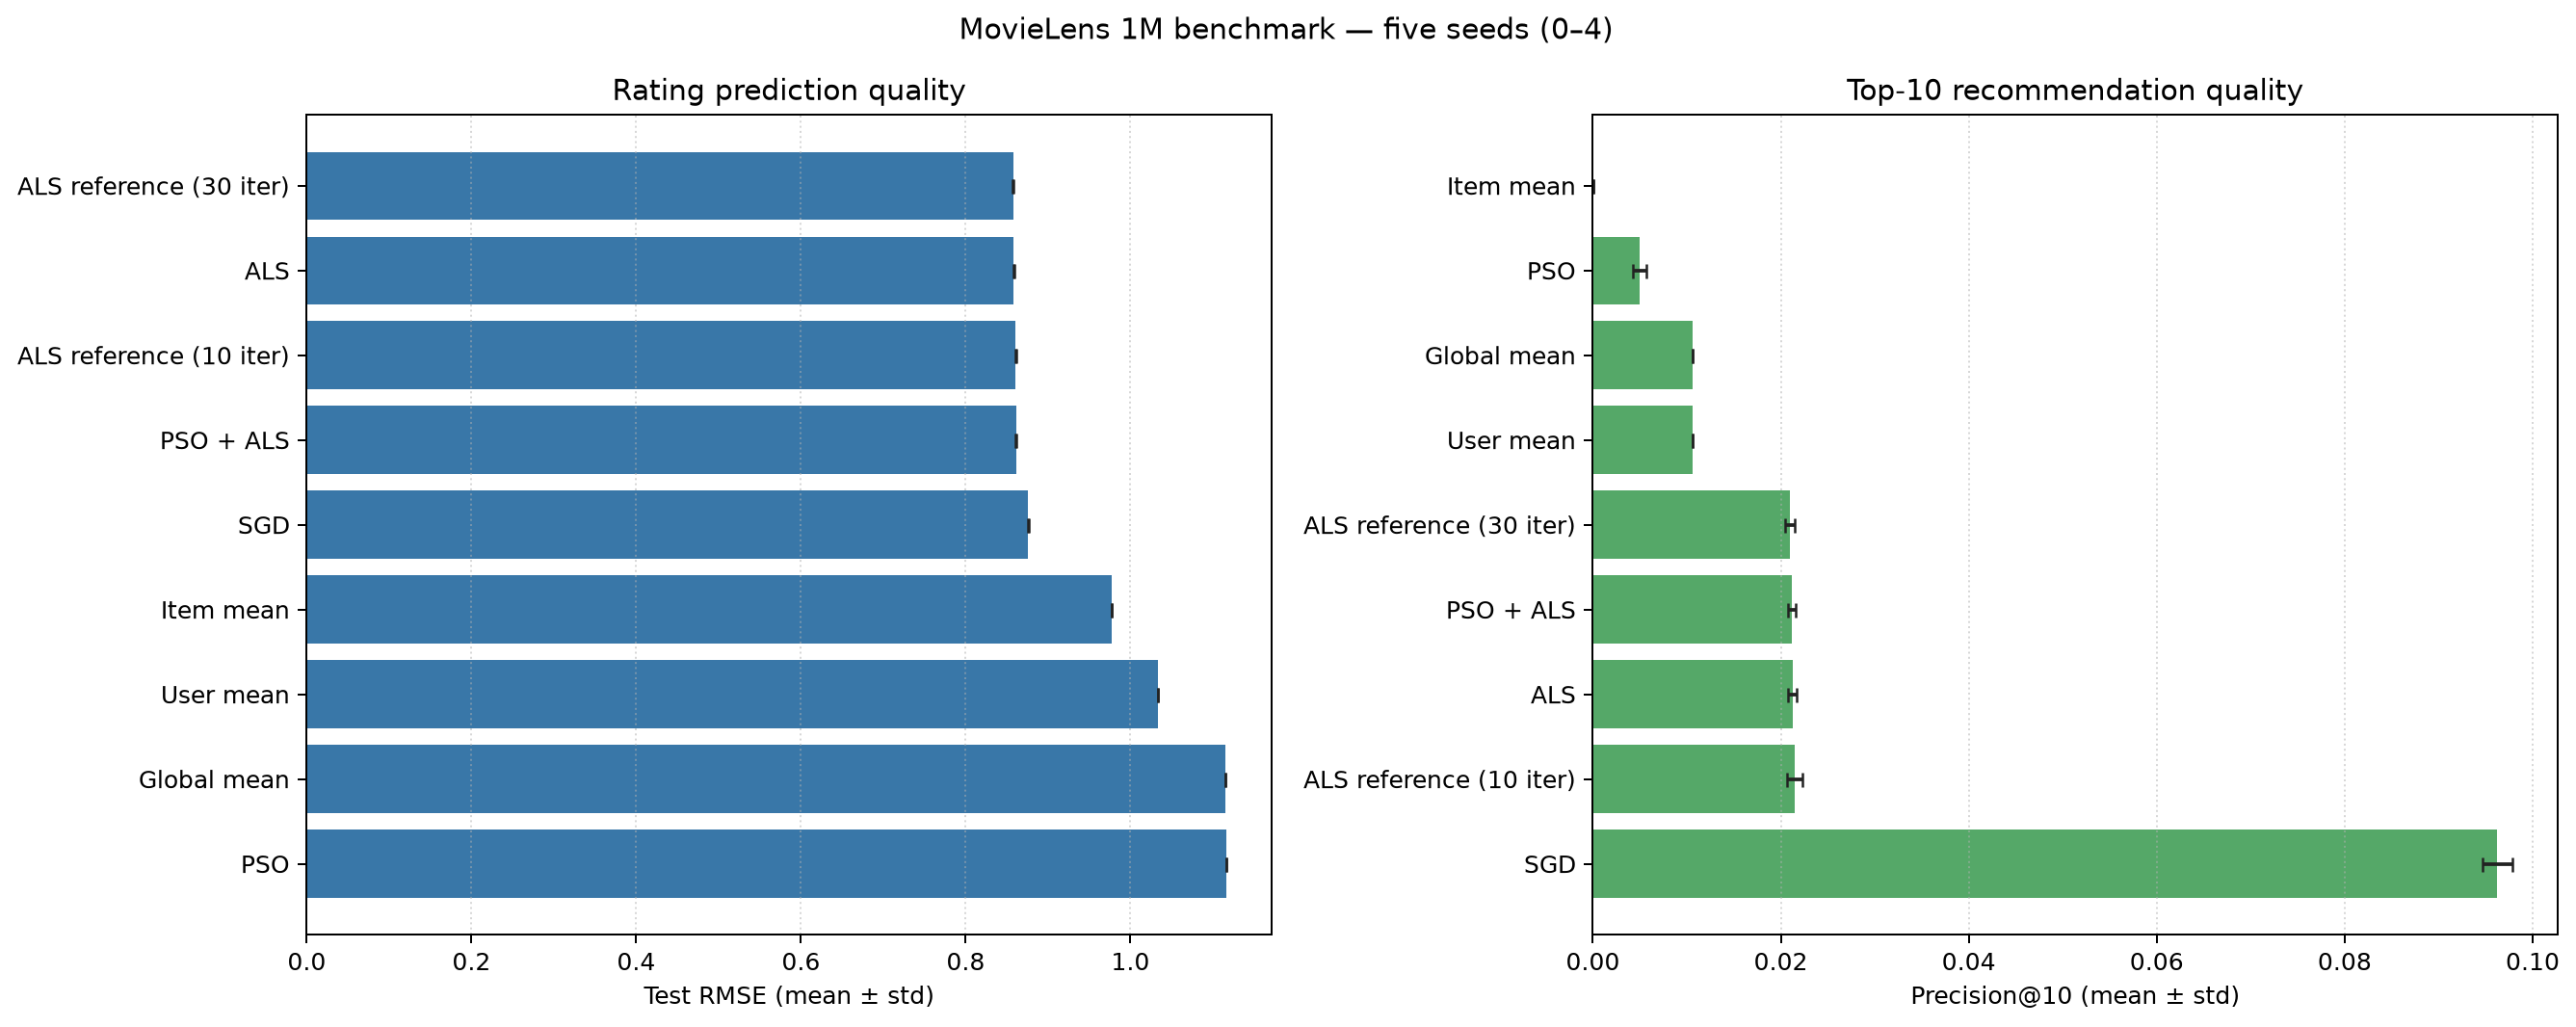 MovieLens 1M benchmark — five seeds (0–4)
Rating prediction quality
ALS reference (30 iter)
ALS
ALS reference (10 iter)
PSO + ALS
SGD
Item mean
User mean
Global mean
PSO
0.0 0.2 0.4 0.6 0.8 1.0
Test RMSE (mean ± std)
Top-10 recommendation quality
Item mean
PSO
Global mean
User mean
ALS reference (30 iter)
PSO + ALS
ALS
ALS reference (10 iter)
SGD
0.00 0.02 0.04 0.06 0.08 0.10
Precision@10 (mean ± std)